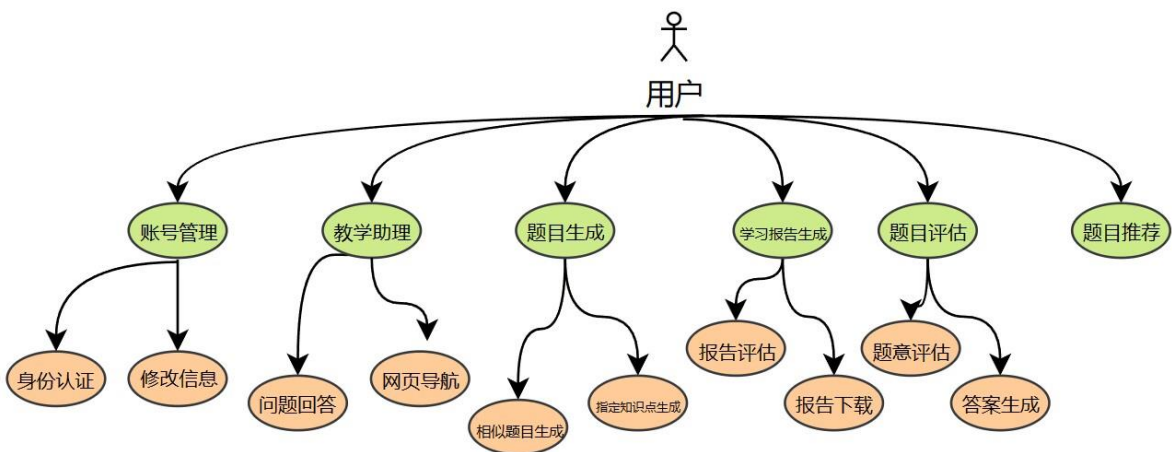 用户
账号管理
教学助理
题目生成
学习报告生成
题目评估
题目推荐
身份认证
修改信息
问题回答
网页导航
相似题目生成
指定知识点生成
报告评估
报告下载
题意评估
答案生成